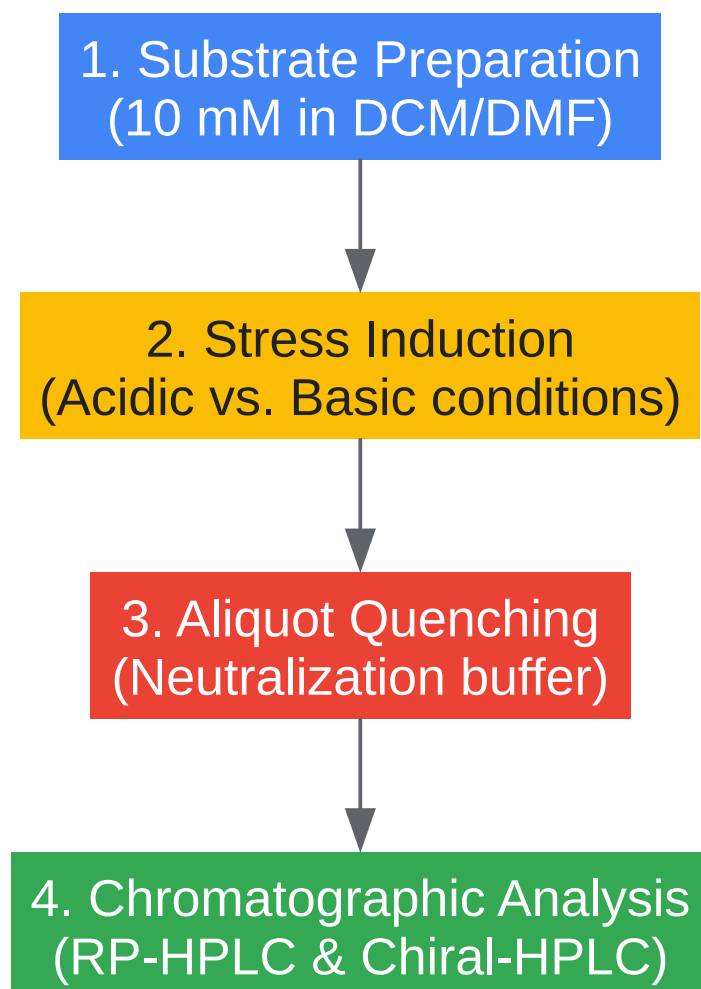 1. Substrate Preparation
(10 mM in DCM/DMF)
2. Stress Induction
(Acidic vs. Basic conditions)
3. Aliquot Quenching
(Neutralization buffer)
4. Chromatographic Analysis
(RP-HPLC & Chiral-HPLC)